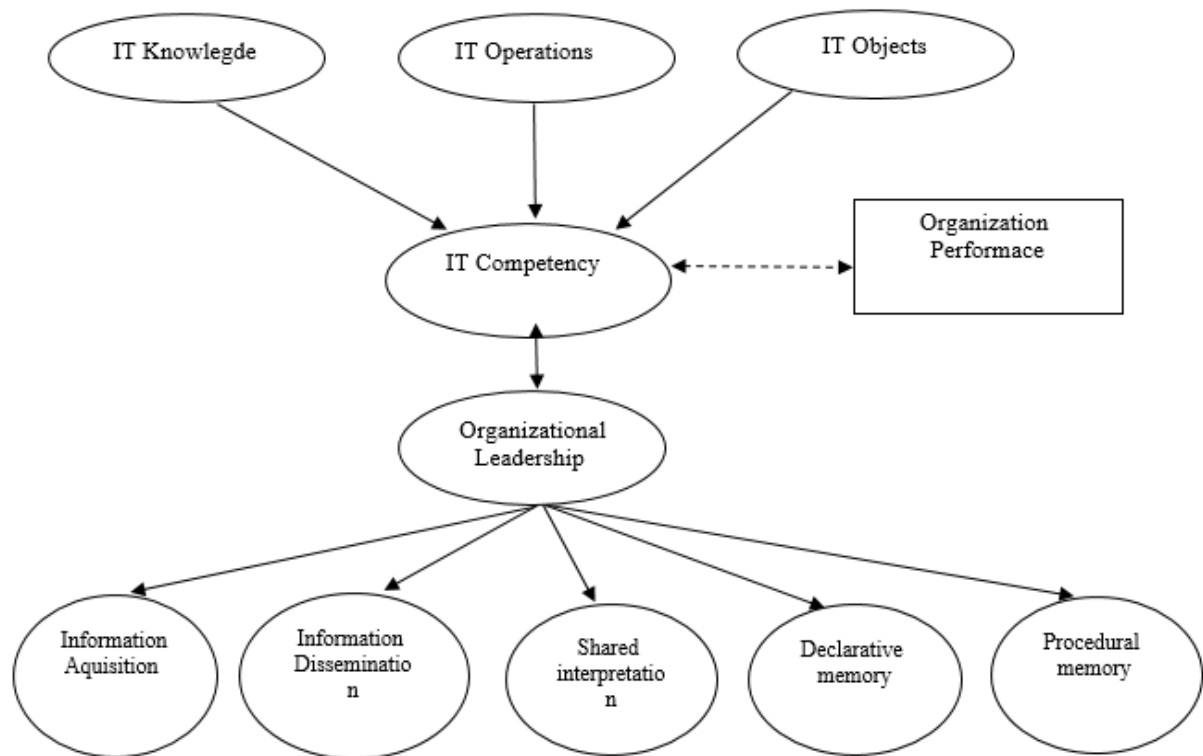 IT Knowlegde
IT Operations
IT Objects
Organization
Performace
IT Competency
Organizational
Leadership
Information
Aquisition
Information
Disseminatio
n
Shared
interpretatio
n
Declarative
memory
Procedural
memory